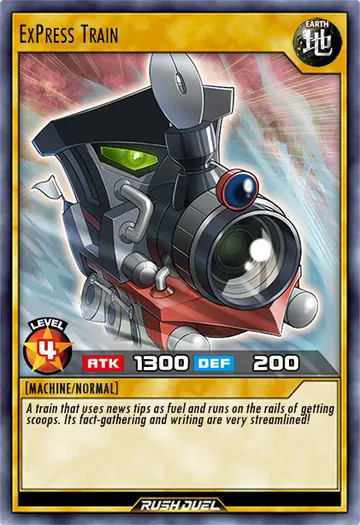 ExPress Train
EARTH
地
LEVEL
4
ATK 1300 DEF 200
[MACHINE/NORMAL]
A train that uses news tips as fuel and runs on the rails of getting
scoops. Its fact-gathering and writing are very streamlined!
RUSH DUEL